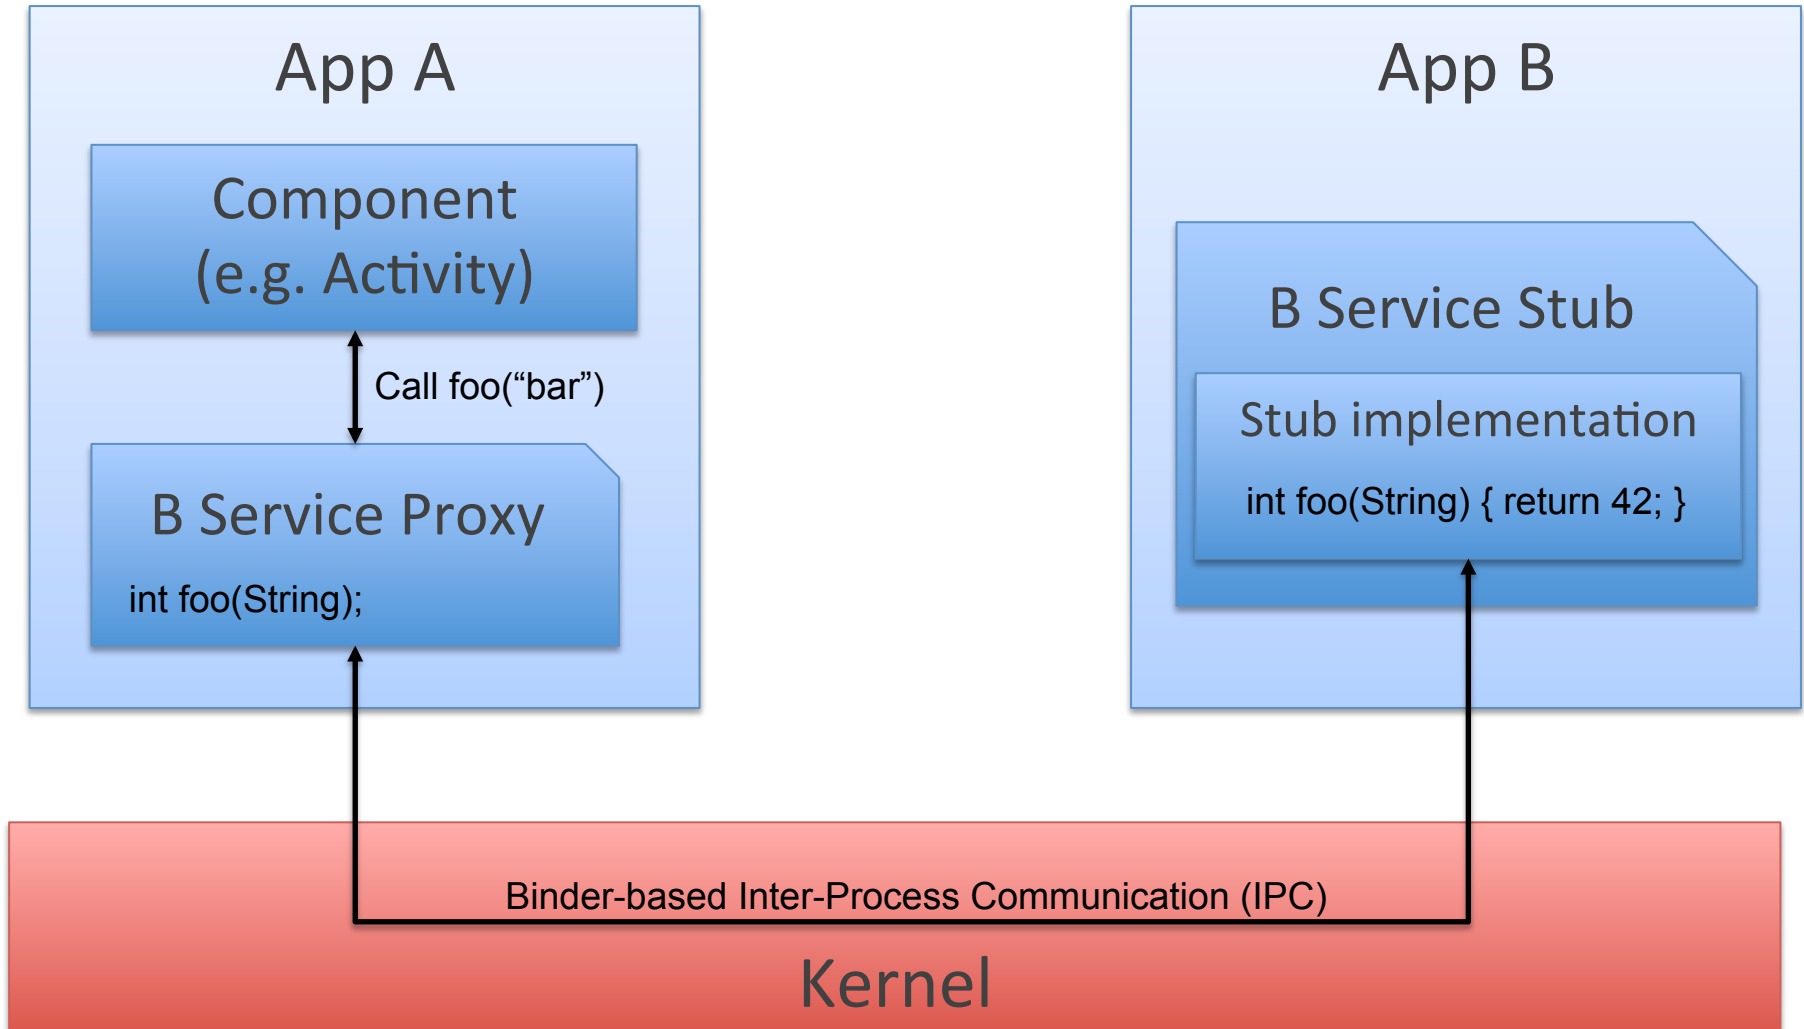 App A
Component
(e.g. Activity)
Call foo(“bar”)
B Service Proxy
int foo(String);
App B
B Service Stub
Stub implementation
int foo(String) { return 42; }
Binder-based Inter-Process Communication (IPC)
Kernel